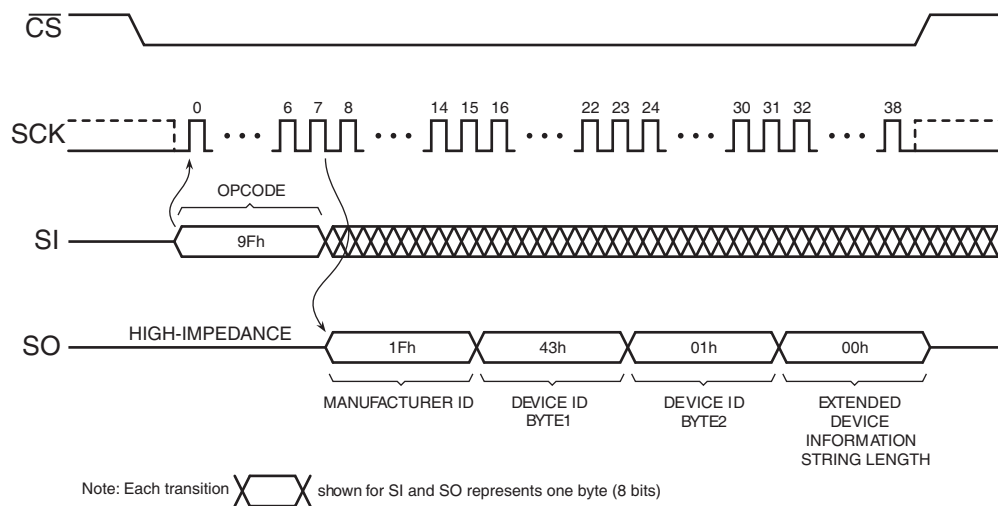 CS
SCK
0 6 7 8 14 15 16 22 23 24 30 31 32 38
OPCODE
SI
9Fh
HIGH-IMPEDANCE
SO
1Fh 43h 01h 00h
MANUFACTURER ID
DEVICE ID
BYTE1
DEVICE ID
BYTE2
EXTENDED
DEVICE
INFORMATION
STRING LENGTH
Note: Each transition shown for SI and SO represents one byte (8 bits)